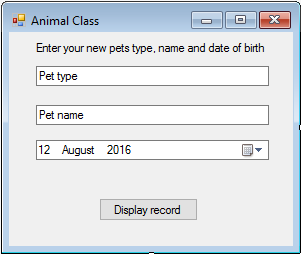 Animal Class
Enter your new pets type, name and date of birth
Pet type
Pet name
12 August 2016
Display record